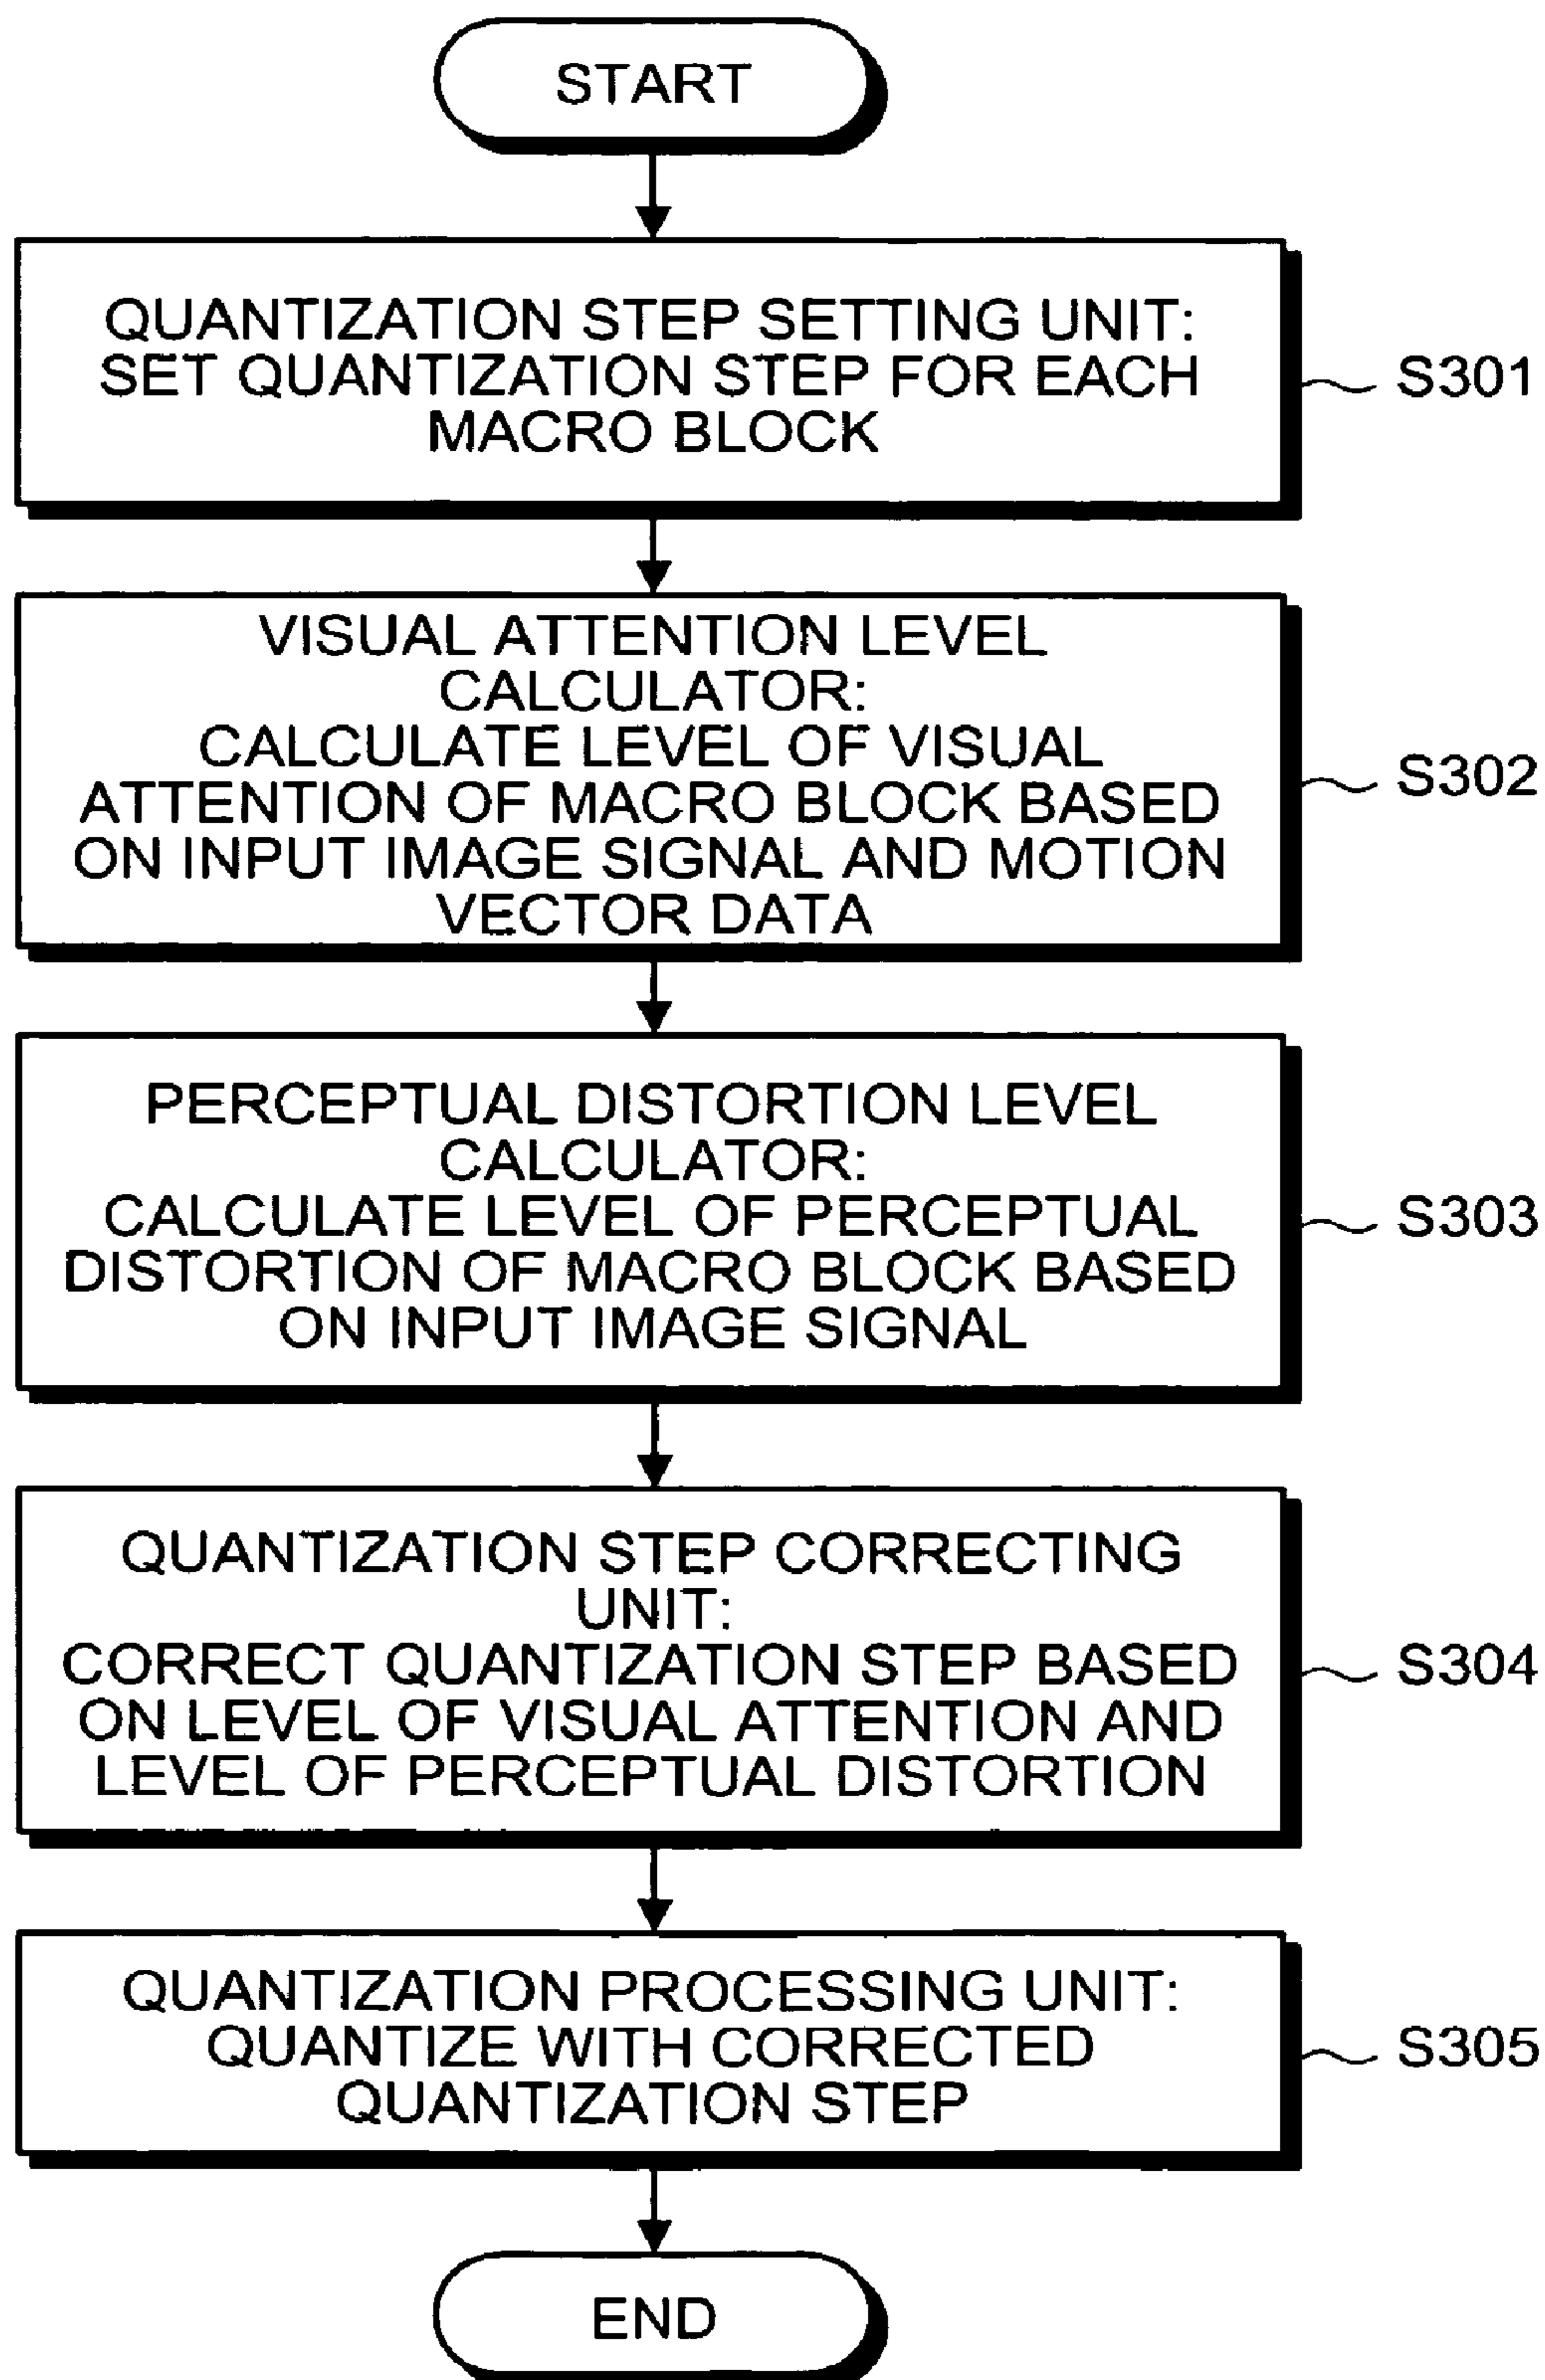 START
QUANTIZATION STEP SETTING UNIT:
SET QUANTIZATION STEP FOR EACH
MACRO BLOCK
S301
VISUAL ATTENTION LEVEL
CALCULATOR:
CALCULATE LEVEL OF VISUAL
ATTENTION OF MACRO BLOCK BASED
ON INPUT IMAGE SIGNAL AND MOTION
VECTOR DATA
S302
PERCEPTUAL DISTORTION LEVEL
CALCULATOR:
CALCULATE LEVEL OF PERCEPTUAL
DISTORTION OF MACRO BLOCK BASED
ON INPUT IMAGE SIGNAL
S303
QUANTIZATION STEP CORRECTING
UNIT:
CORRECT QUANTIZATION STEP BASED
ON LEVEL OF VISUAL ATTENTION AND
LEVEL OF PERCEPTUAL DISTORTION
S304
QUANTIZATION PROCESSING UNIT:
QUANTIZE WITH CORRECTED
QUANTIZATION STEP
S305
END